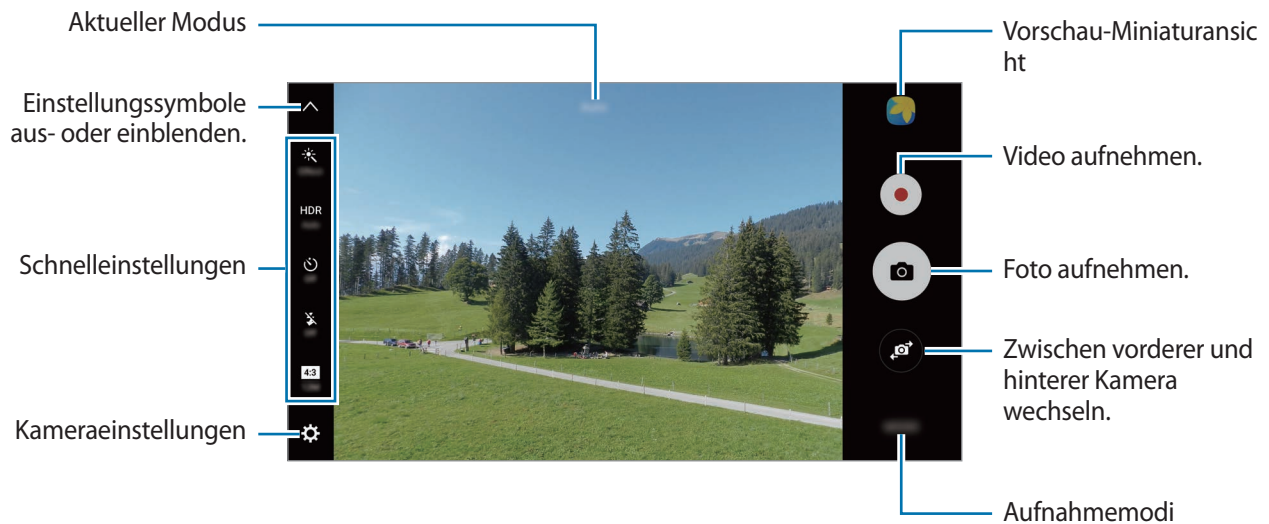 Aktueller Modus
Einstellungssymbole
aus- oder einblenden.
Schnelleinstellungen
Kameraeinstellungen
HDR
4:3
Vorschau-Miniaturansic
ht
Video aufnehmen.
Foto aufnehmen.
Zwischen vorderer und
hinterer Kamera
wechseln.
Aufnahmemodi